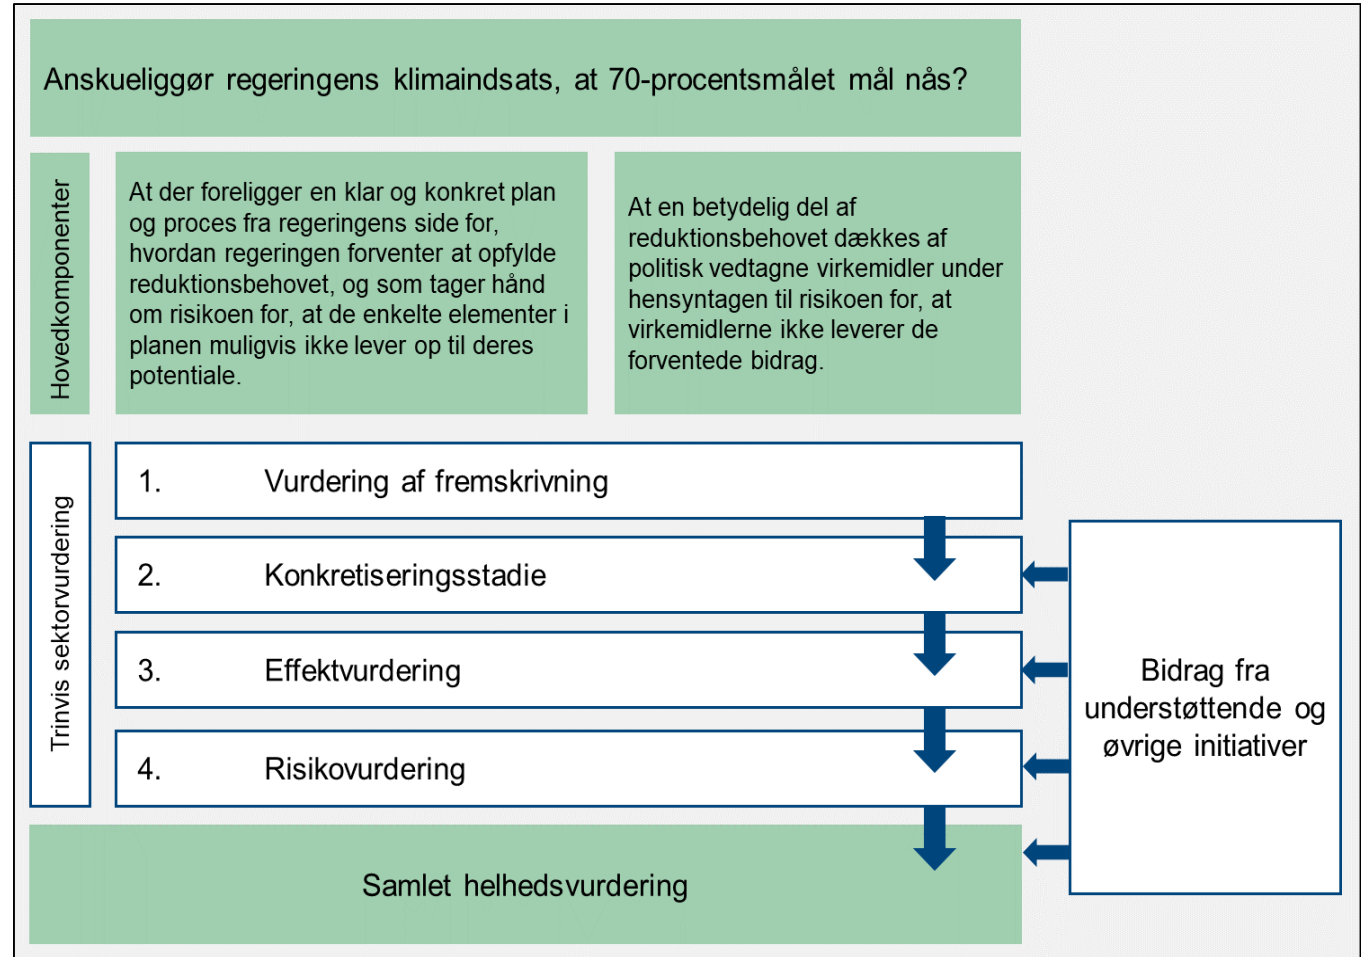 Anskueliggør regeringens klimaindsats, at 70-procentsmålet mål nås?
Hovedkomponenter
At der foreligger en klar og konkret plan
og proces fra regeringens side for,
hvordan regeringen forventer at opfylde
reduktionsbehovet, og som tager hånd
om risikoen for, at de enkelte elementer i
planen muligvis ikke lever op til deres
potentiale.
At en betydelig del af
reduktionsbehovet dækkes af
politisk vedtagne virkemidler under
hensyntagen til risikoen for, at
virkemidlerne ikke leverer de
forventede bidrag.
Trinvis sektorvurdering
1. Vurdering af fremskrivning
2. Konkretiseringsstadie
3. Effektvurdering
4. Risikovurdering
Bidrag fra
understøttende og
øvrige initiativer
Samlet helhedsvurdering